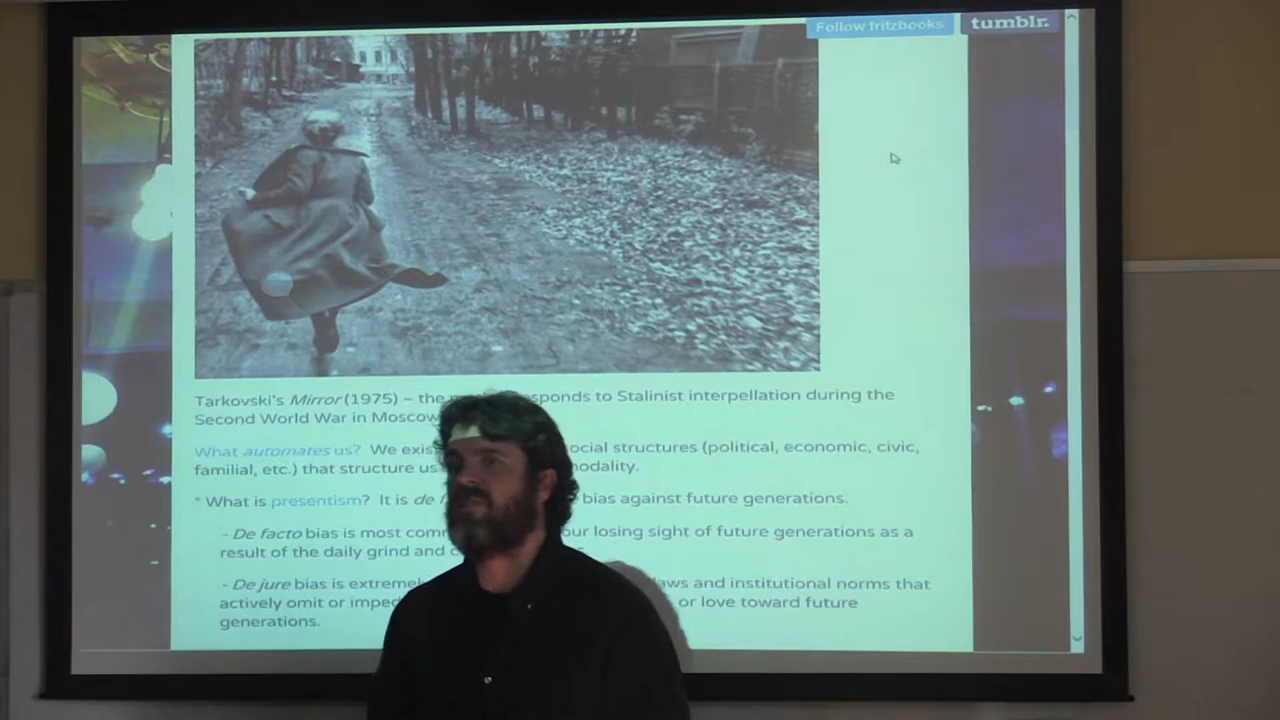 Follow fritzbooks tumblr.
Tarkovski's Mirror (1975) – the sponds to Stalinist interpellation during the
Second World War in Moscow
What automates us? We exis ocial structures (political, economic, civic,
familial, etc.) that structure us modality.
* What is presentism? It is de f bias against future generations.
- De facto bias is most com our losing sight of future generations as a
result of the daily grind and c
- De jure bias is extremel laws and institutional norms that
actively omit or imped or love toward future
generations.